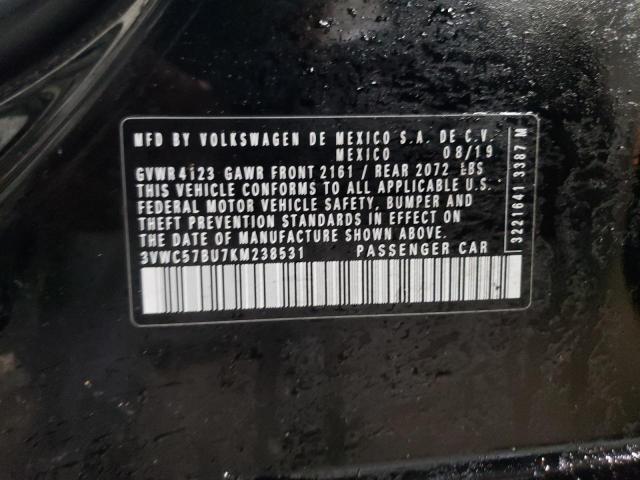 MFD BY VOLKSWAGEN DE MEXICO S.A. DE C.V.
MEXICO 08/19
GVWR4123 GAWR FRONT 2161 / REAR 2072 LBS
THIS VEHICLE CONFORMS TO ALL APPLICABLE U.S.
FEDERAL MOTOR VEHICLE SAFETY, BUMPER AND
THEFT PREVENTION STANDARDS IN EFFECT ON
THE DATE OF MANUFACTURE SHOWN ABOVE.
3VWC57BU7KM238531 PASSENGER CAR
3221641 3387 M